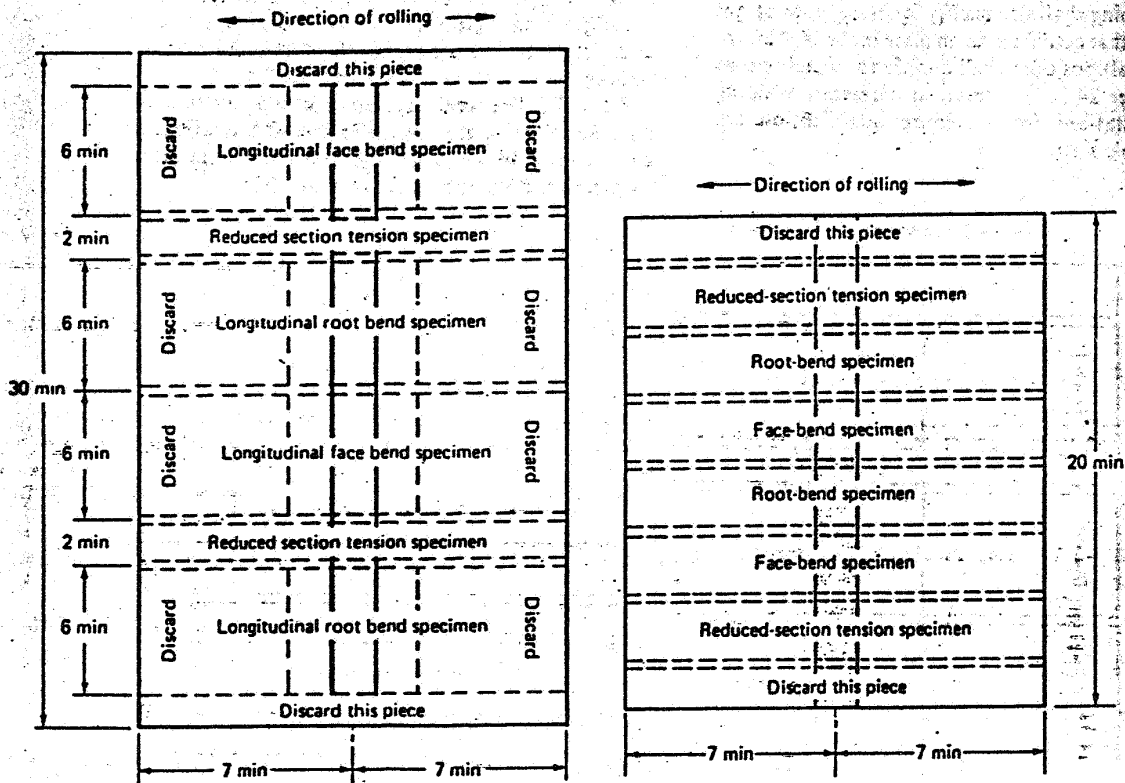 Direction of rolling
Discard this piece
6 min
Discard
Longitudinal face bend specimen
Discard
2 min
Reduced section tension specimen
6 min
Discard
Longitudinal root bend specimen
Discard
30 min
6 min
Discard
Longitudinal face bend specimen
Discard
2 min
Reduced section tension specimen
6 min
Discard
Longitudinal root bend specimen
Discard
Discard this piece
7 min
7 min
Direction of rolling
Discard this piece
Reduced-section tension specimen
Root-bend specimen
Face-bend specimen
Root-bend specimen
Face-bend specimen
Reduced-section tension specimen
Discard this piece
20 min
7 min
7 min